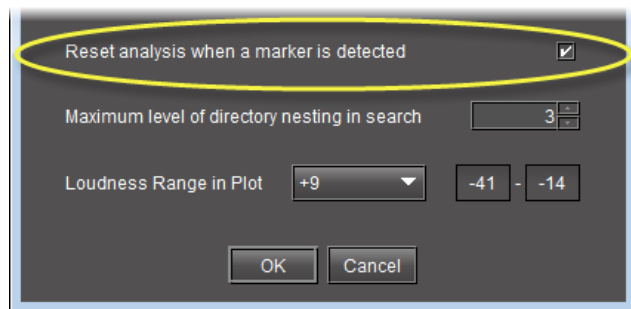 Reset analysis when a marker is detected
Maximum level of directory nesting in search 3
Loudness Range in Plot +9 -41 - -14
OK Cancel